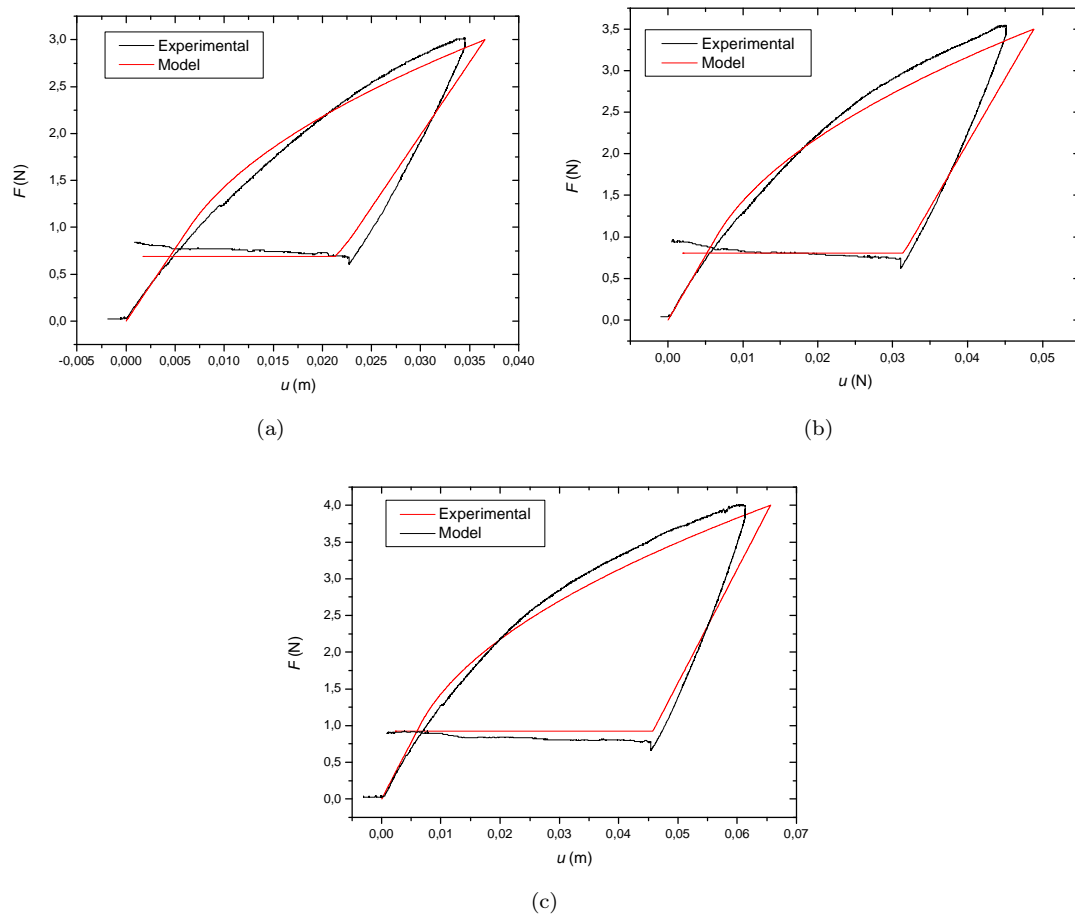 3,0
2,5
2,0
1,5
1,0
0,5
0,0
F (N)
Experimental
Model
-0,005 0,000 0,005 0,010 0,015 0,020 0,025 0,030 0,035 0,040
u (m)
(a)
3,5
3,0
2,5
2,0
1,5
1,0
0,5
0,0
F (N)
Experimental
Model
0,00 0,01 0,02 0,03 0,04 0,05
u (N)
(b)
4,0
3,5
3,0
2,5
2,0
1,5
1,0
0,5
0,0
F (N)
Experimental
Model
0,00 0,01 0,02 0,03 0,04 0,05 0,06 0,07
u (m)
(c)